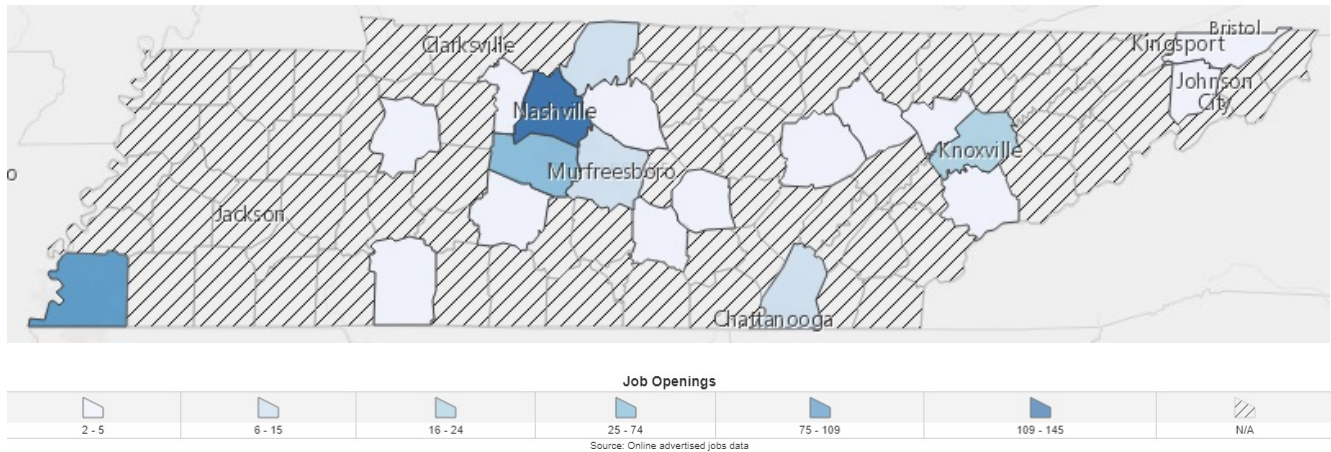 Bristol
Clarksville
Kingsport
Johnson
City
Nashville
Knoxville
Murfreesboro
o
Jackson
Chattanooga
Job Openings
2 - 5
6 - 15
16 - 24
25 - 74
75 - 109
109 - 145
N/A
Source: Online advertised jobs data